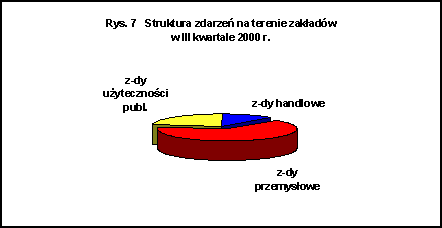 Rys. 7 Struktura zdarzeń na terenie zakładów
w III kwartale 2000 r.
z-dy
użyteczności
publ.
z-dy handlowe
z-dy
przemysłowe